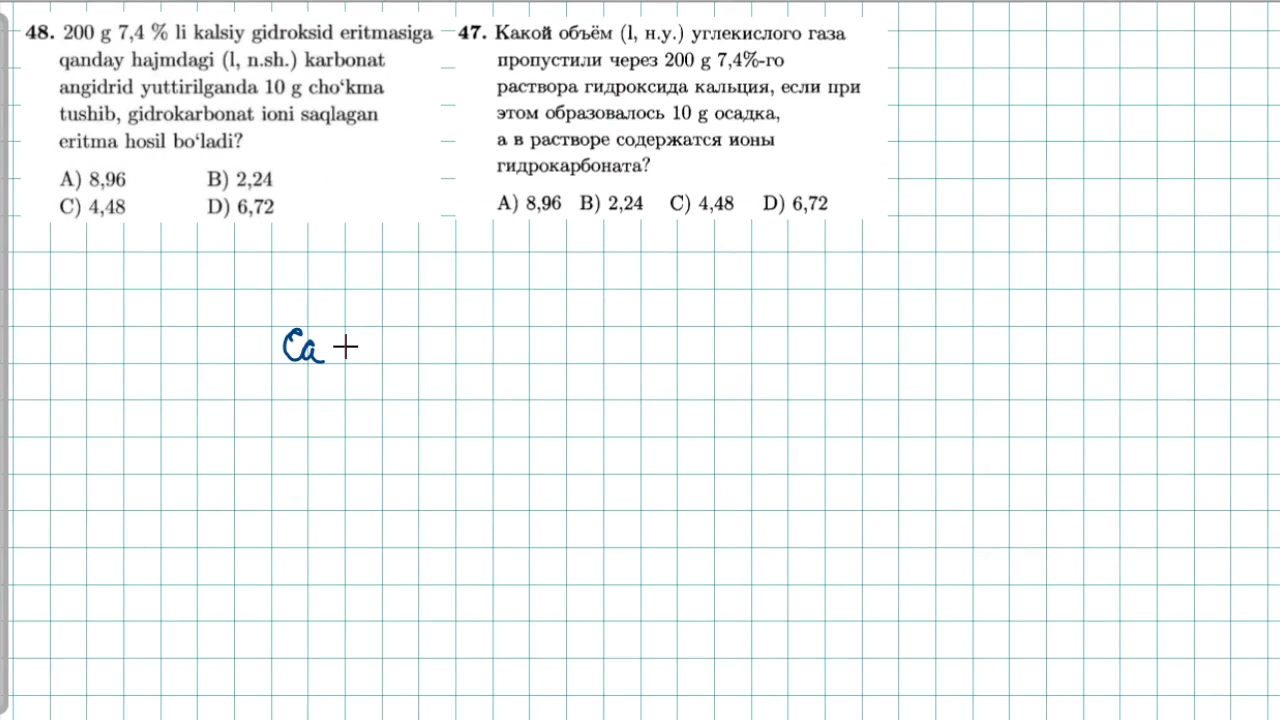 48. 200 g 7,4 % li kalsiy gidroksid eritmasiga
qanday hajmdagi (l, n.sh.) karbonat
angidrid yuttirilganda 10 g cho‘kma
tushib, gidrokarbonat ioni saqlagan
eritma hosil bo‘ladi?
A) 8,96 B) 2,24
C) 4,48 D) 6,72
47. Какой объём (l, н.у.) углекислого газа
пропустили через 200 g 7,4%-го
раствора гидроксида кальция, если при
этом образовалось 10 g осадка,
а в растворе содержатся ионы
гидрокарбоната?
A) 8,96 B) 2,24 C) 4,48 D) 6,72
Ca